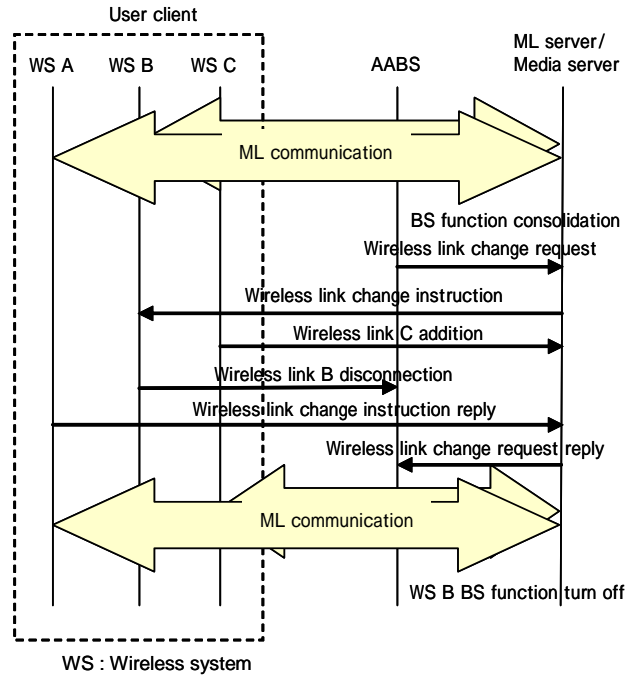 User client
WS A
WS B
WS C
AABS
ML server/
Media server
ML communication
BS function consolidation
Wireless link change request
Wireless link change instruction
Wireless link C addition
Wireless link B disconnection
Wireless link change instruction reply
Wireless link change request reply
ML communication
WS B BS function turn off
WS : Wireless system